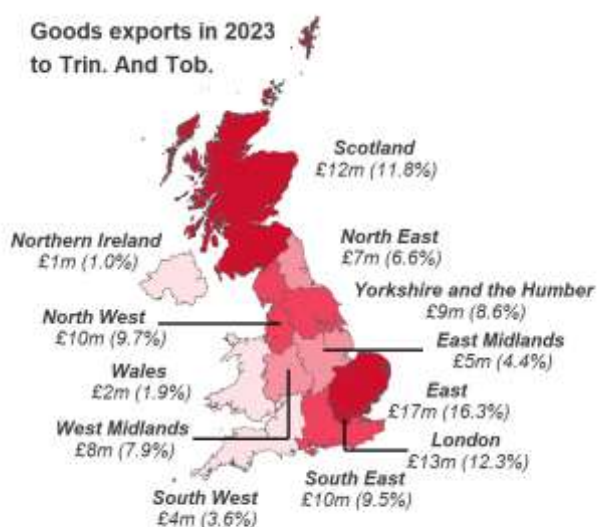 Goods exports in 2023
to Trin. And Tob.
Scotland
£12m (11.8%)
Northern Ireland
£1m (1.0%)
North East
£7m (6.6%)
Yorkshire and the Humber
£9m (8.6%)
North West
£10m (9.7%)
East Midlands
£5m (4.4%)
Wales
£2m (1.9%)
East
£17m (16.3%)
West Midlands
£8m (7.9%)
London
£13m (12.3%)
South East
£10m (9.5%)
South West
£4m (3.6%)